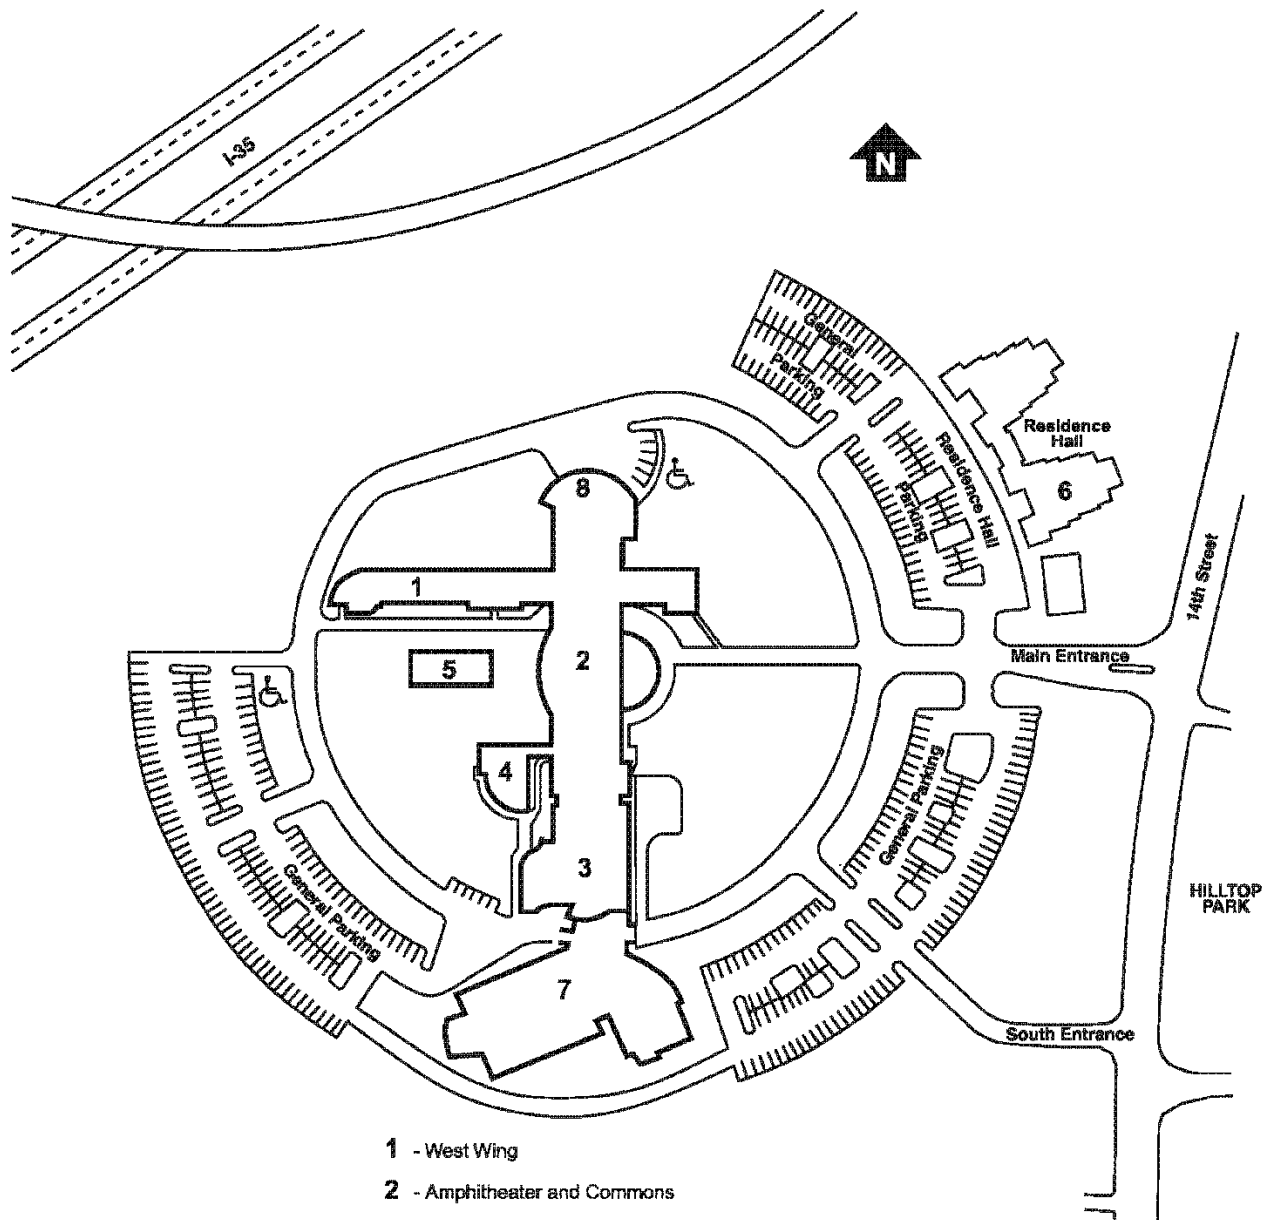 I-35
N
General
Parking
Residence
Hall
Residence Hall
Parking
8
6
14th Street
1
Main Entrance
2
5
4
General Parking
3
General Parking
HILLTOP
PARK
7
South Entrance
1 - West Wing
2 - Amphitheater and Commons